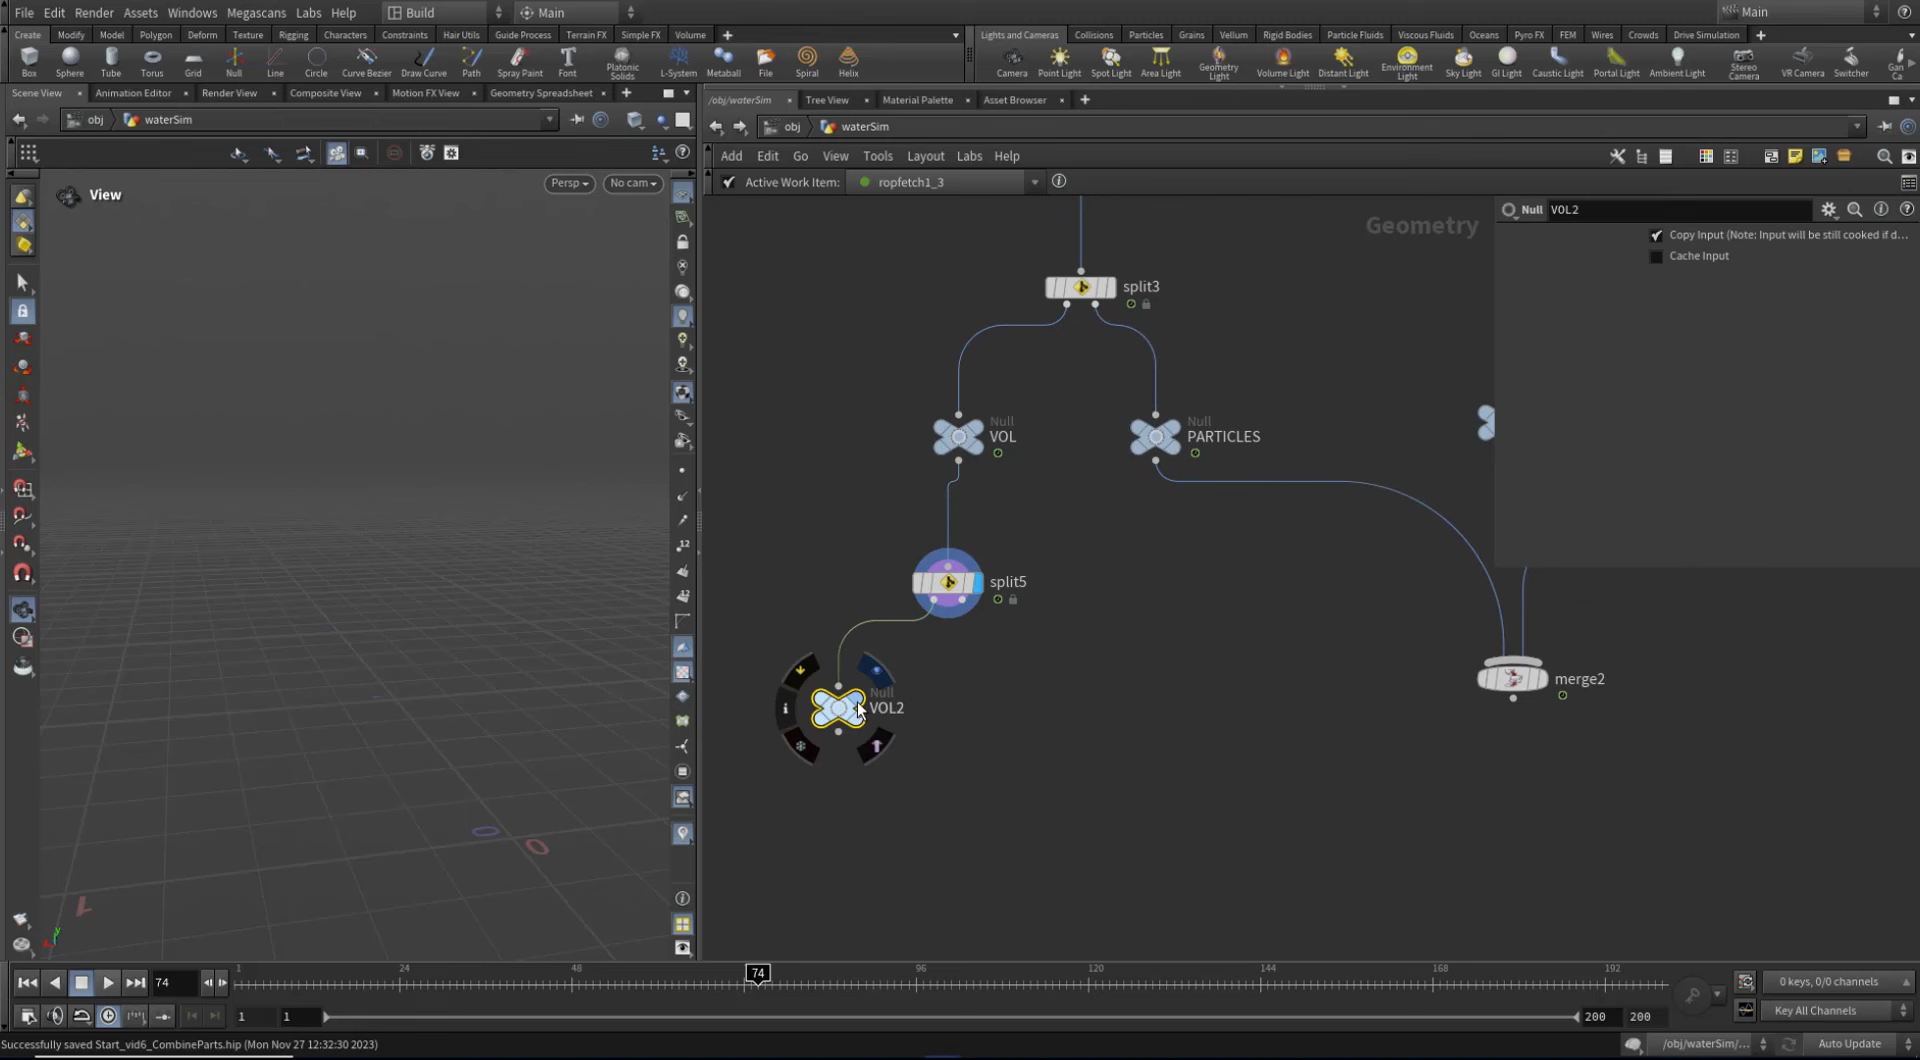 File Edit Render Assets Windows Megascans Labs Help Build Main Main
Create Modify Model Polygon Deform Texture Rigging Characters Constraints Hair Utils Guide Process Terrain FX Simple FX Volume
Lights and Cameras Collisions Particles Grains Vellum Rigid Bodies Particle Fluids Viscous Fluids Oceans Pyro FX FEM Wires Crowds Drive Simulation
Box Sphere Tube Torus Grid Null Line Circle Curve Bezier Draw Curve Path Spray Paint Font Platonic Solids L-System Metaball File Spiral Helix
Camera Point Light Spot Light Area Light Geometry Light Volume Light Distant Light Environment Light Sky Light GI Light Caustic Light Portal Light Ambient Light Stereo Camera VR Camera Switcher Gan Ca
Scene View Animation Editor Render View Composite View Motion FX View Geometry Spreadsheet
/obj/waterSim Tree View Material Palette Asset Browser
obj waterSim
obj waterSim
Add Edit Go View Tools Layout Labs Help
Active Work Item: ropfetch1_3
View
Persp No cam
Geometry
Null VOL2
Copy Input (Note: Input will be still cooked if d...
Cache Input
split3
Null
VOL
Null
PARTICLES
split5
Null
VOL2
merge2
1 24 48 74 96 120 144 168 192
74
0 keys, 0/0 channels
1 1 200 200
Key All Channels
Successfully saved Start_vid6_CombineParts.hip (Mon Nov 27 12:32:30 2023)
/obj/waterSim/... Auto Update